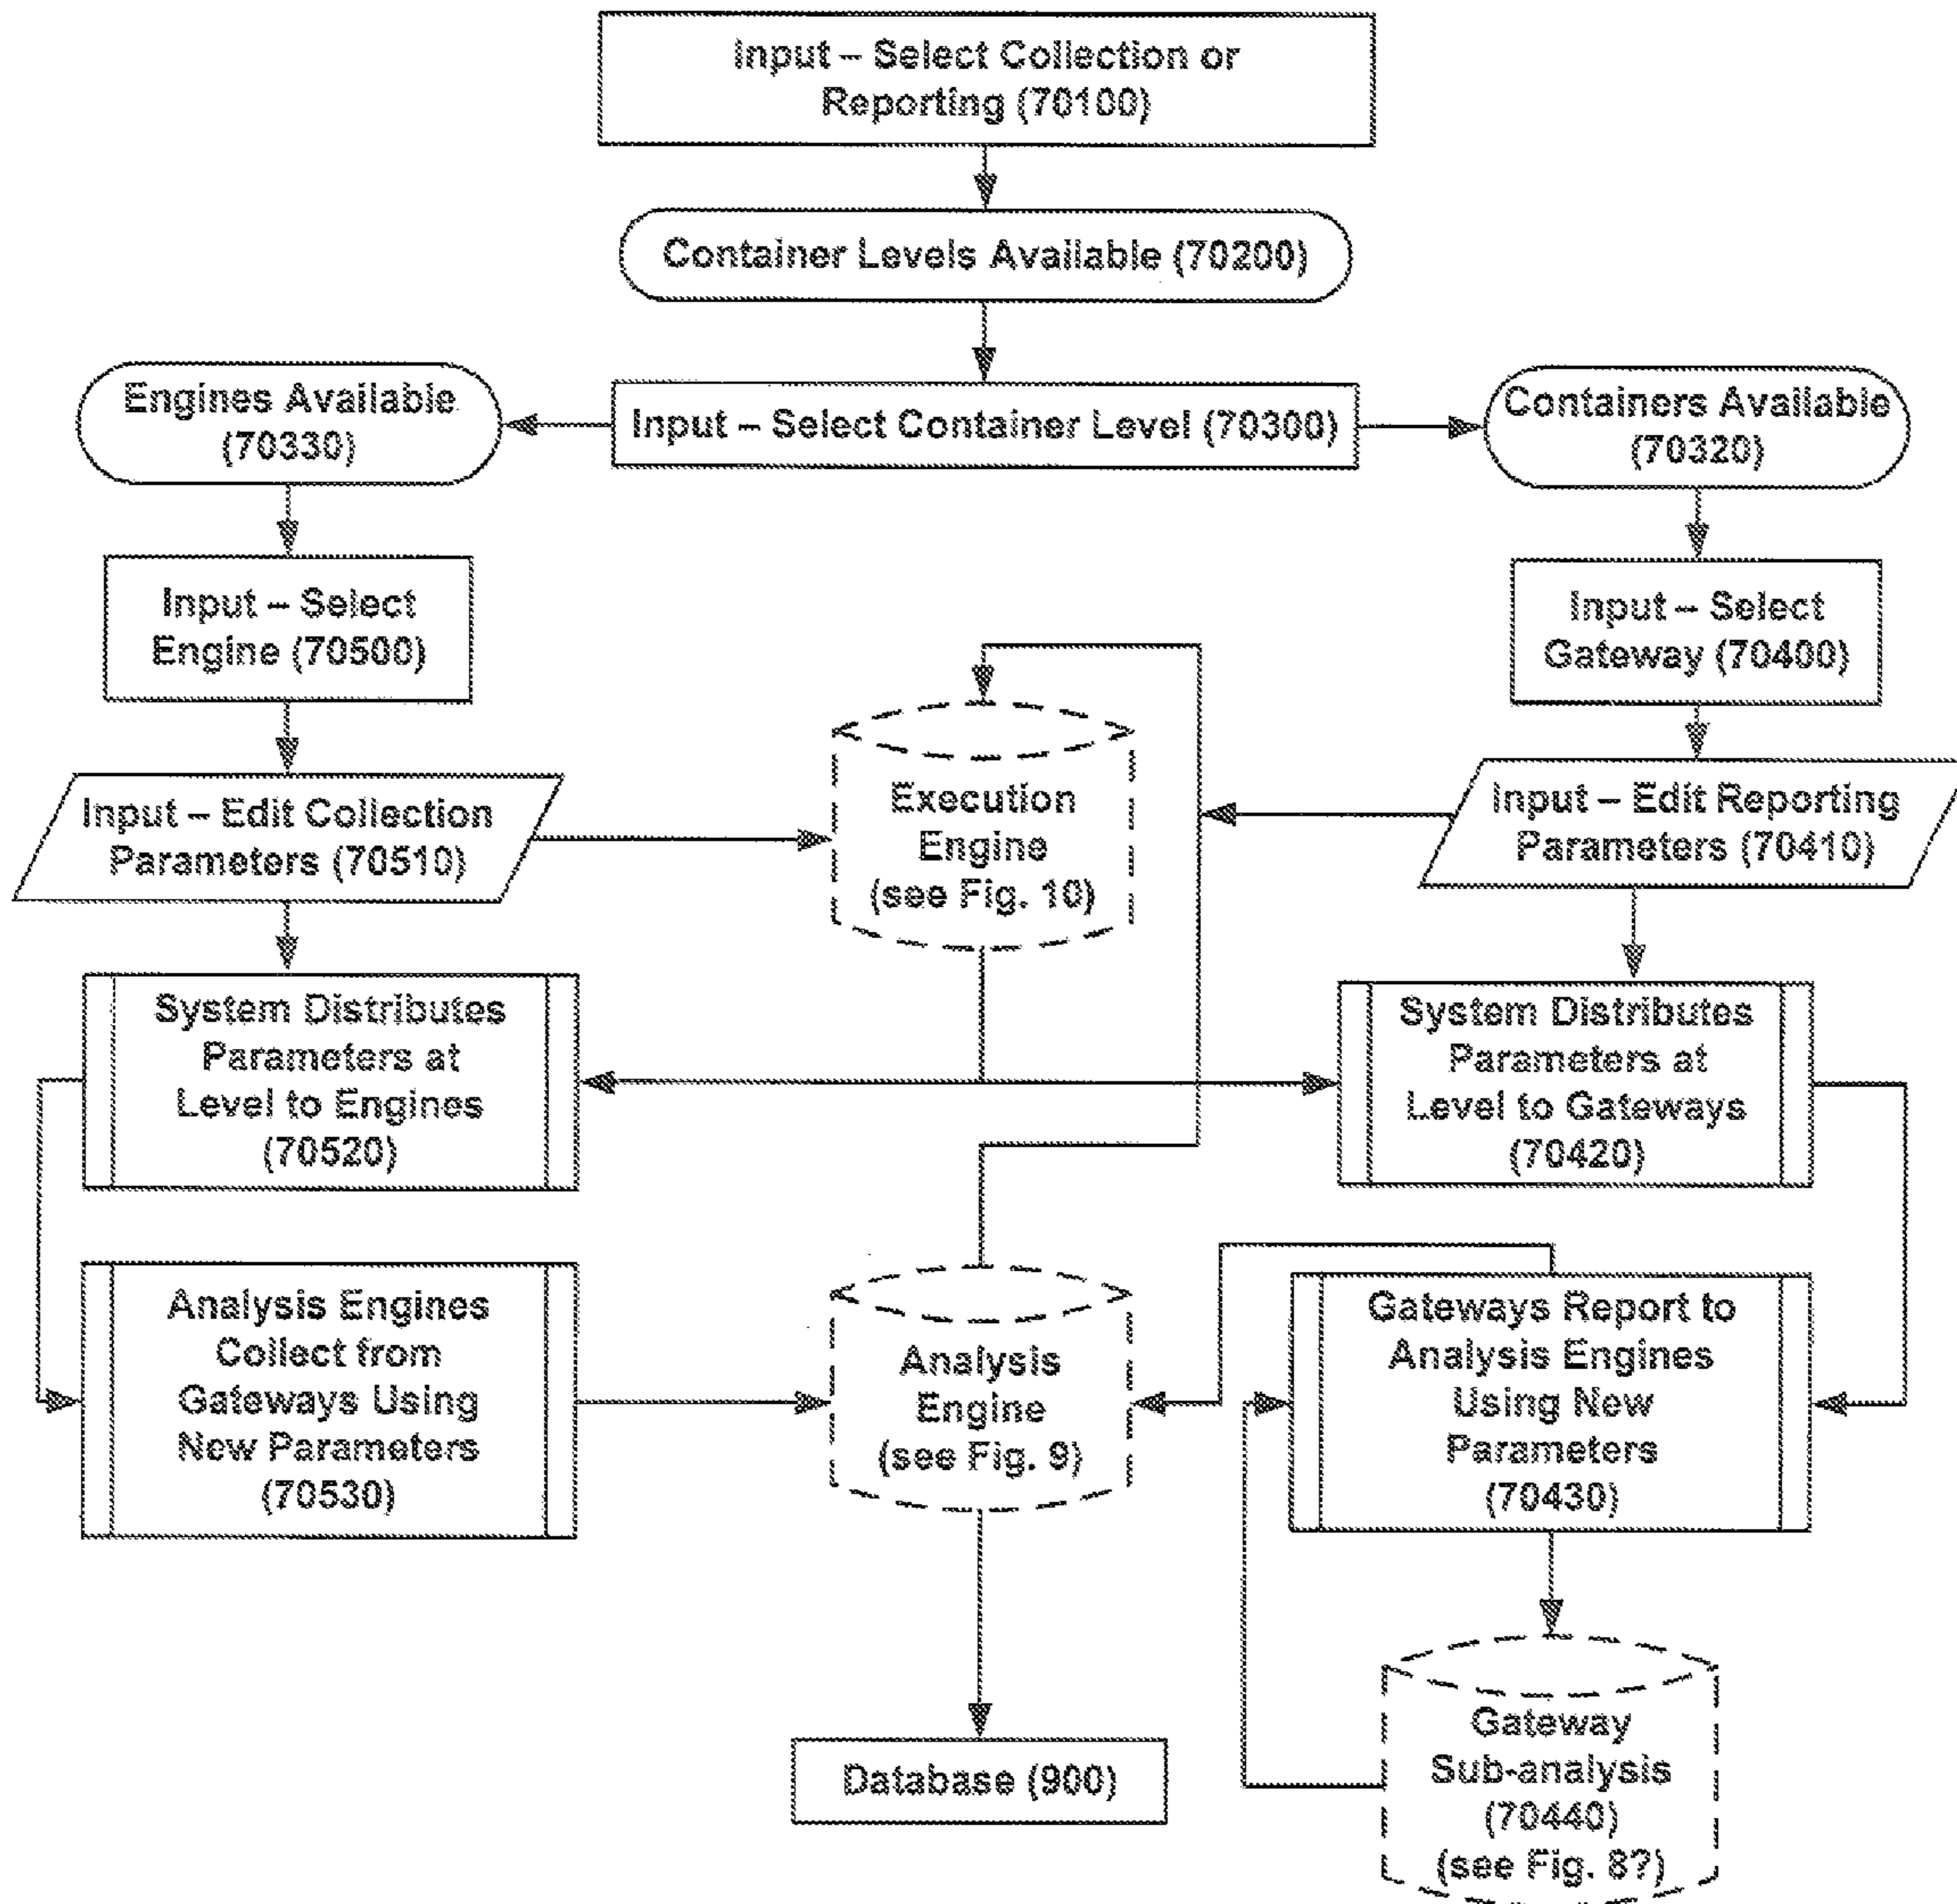 Input – Select Collection or
Reporting (70100)
Container Levels Available (70200)
Engines Available
(70330)
Input – Select Container Level (70300)
Containers Available
(70320)
Input – Select
Engine (70500)
Input – Select
Gateway (70400)
Input – Edit Collection
Parameters (70510)
Execution
Engine
(see Fig. 10)
Input – Edit Reporting
Parameters (70410)
System Distributes
Parameters at
Level to Engines
(70520)
System Distributes
Parameters at
Level to Gateways
(70420)
Analysis Engines
Collect from
Gateways Using
New Parameters
(70530)
Analysis
Engine
(see Fig. 9)
Gateways Report to
Analysis Engines
Using New
Parameters
(70430)
Database (900)
Gateway
Sub-analysis
(70440)
(see Fig. 8?)